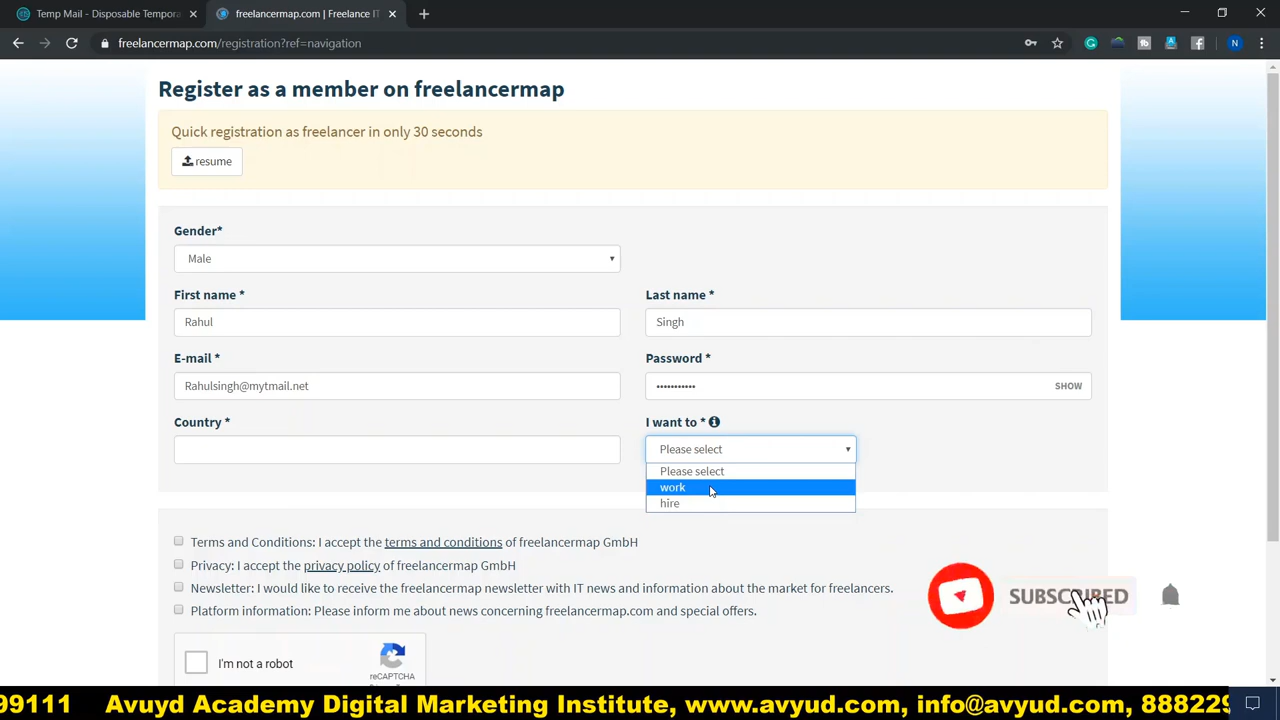 Temp Mail - Disposable Tempora
freelancermap.com | Freelance IT
freelancermap.com/registration?ref=navigation
N
Register as a member on freelancermap
Quick registration as freelancer in only 30 seconds
resume
Gender*
Male
First name *
Last name *
Rahul
Singh
E-mail *
Password *
Rahulsingh@mytmail.net
•••••••••••
SHOW
Country *
I want to *
Please select
Please select
work
hire
Terms and Conditions: I accept the terms and conditions of freelancermap GmbH
Privacy: I accept the privacy policy of freelancermap GmbH
Newsletter: I would like to receive the freelancermap newsletter with IT news and information about the market for freelancers.
Platform information: Please inform me about news concerning freelancermap.com and special offers.
SUBSCRIBED
I'm not a robot
reCAPTCHA
99111 Avuyd Academy Digital Marketing Institute, www.avyud.com, info@avyud.com, 888229